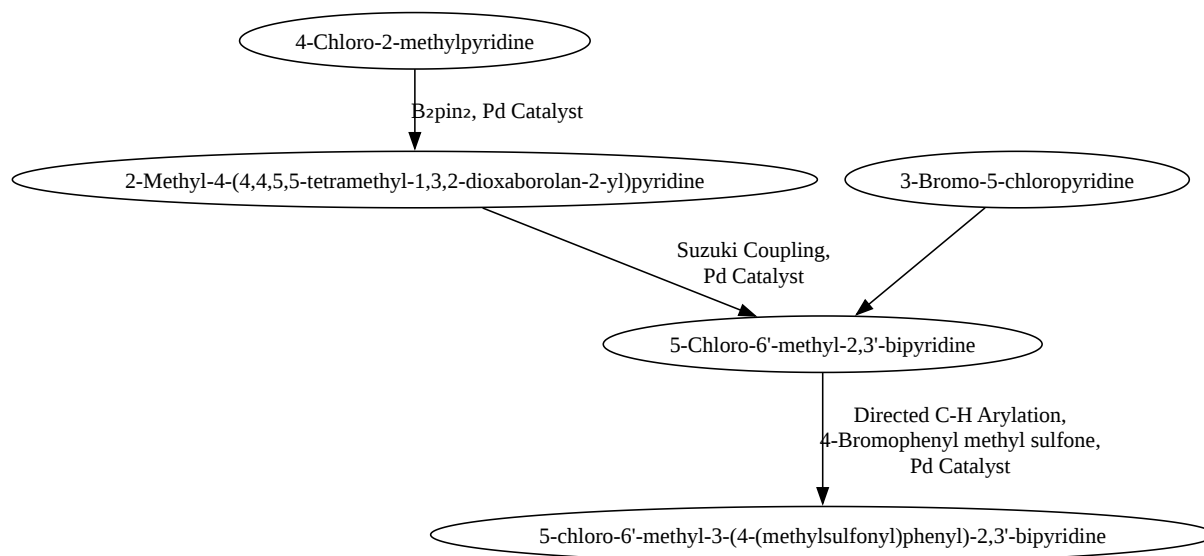 4-Chloro-2-methylpyridine
B₂pin₂, Pd Catalyst
2-Methyl-4-(4,4,5,5-tetramethyl-1,3,2-dioxaborolan-2-yl)pyridine
3-Bromo-5-chloropyridine
Suzuki Coupling,
Pd Catalyst
5-Chloro-6'-methyl-2,3'-bipyridine
Directed C-H Arylation,
4-Bromophenyl methyl sulfone,
Pd Catalyst
5-chloro-6'-methyl-3-(4-(methylsulfonyl)phenyl)-2,3'-bipyridine